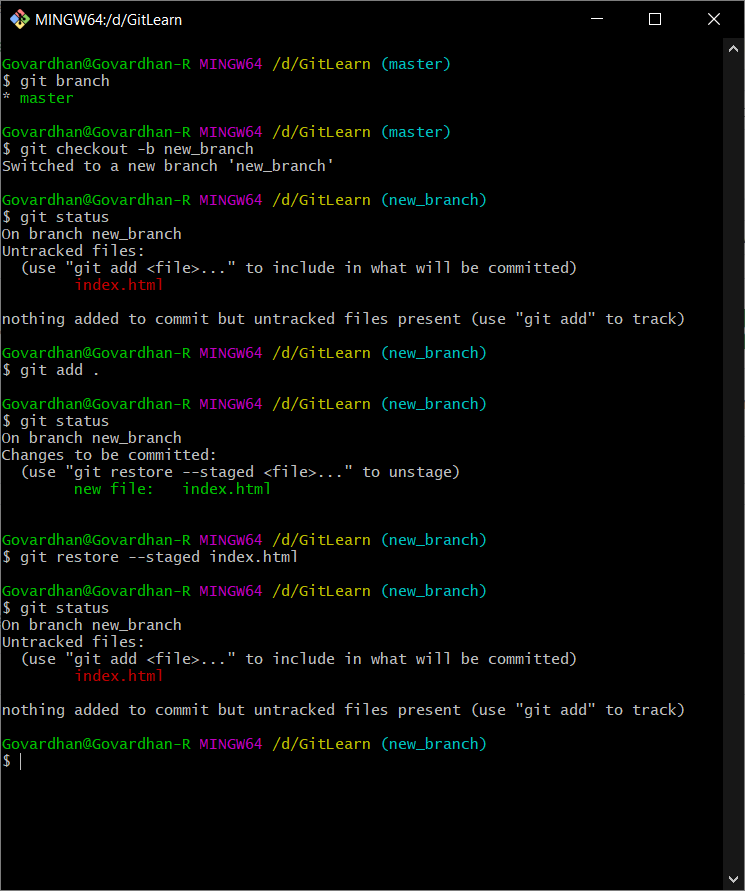 MINGW64:/d/GitLearn
Govardhan@Govardhan-R MINGW64 /d/GitLearn (master)
$ git branch
* master
Govardhan@Govardhan-R MINGW64 /d/GitLearn (master)
$ git checkout -b new_branch
Switched to a new branch 'new_branch'
Govardhan@Govardhan-R MINGW64 /d/GitLearn (new_branch)
$ git status
On branch new_branch
Untracked files:
  (use "git add <file>..." to include in what will be committed)
        index.html
nothing added to commit but untracked files present (use "git add" to track)
Govardhan@Govardhan-R MINGW64 /d/GitLearn (new_branch)
$ git add .
Govardhan@Govardhan-R MINGW64 /d/GitLearn (new_branch)
$ git status
On branch new_branch
Changes to be committed:
  (use "git restore --staged <file>..." to unstage)
        new file:   index.html
Govardhan@Govardhan-R MINGW64 /d/GitLearn (new_branch)
$ git restore --staged index.html
Govardhan@Govardhan-R MINGW64 /d/GitLearn (new_branch)
$ git status
On branch new_branch
Untracked files:
  (use "git add <file>..." to include in what will be committed)
        index.html
nothing added to commit but untracked files present (use "git add" to track)
Govardhan@Govardhan-R MINGW64 /d/GitLearn (new_branch)
$